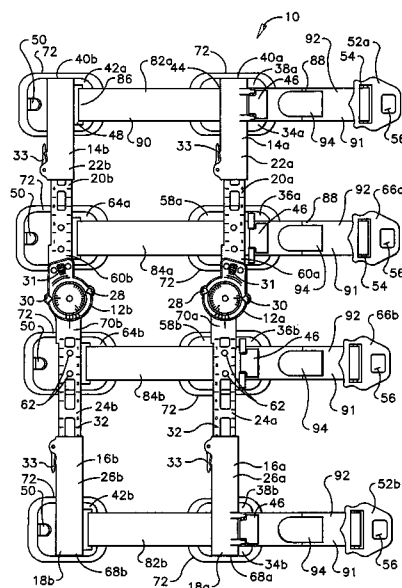 10
50
72
40b
42a
82a
72
44
40a
38a
46
88
92
52a
54
86
48
90
34a
91
94
56
33
14b
22b
20b
33
14a
22a
20a
50
72
64a
58a
36a
46
88
92
66a
31
60b
84a
72
31
60a
94
91
54
56
30
28
12b
28
30
12a
72
50
70b
64b
70a
58b
36b
46
92
66b
62
84b
72
62
94
91
56
24b
32
24a
32
33
16b
26b
33
16a
26a
50
72
42b
38b
46
92
52b
18b
68b
82b
72
18a
68a
34b
94
91
56